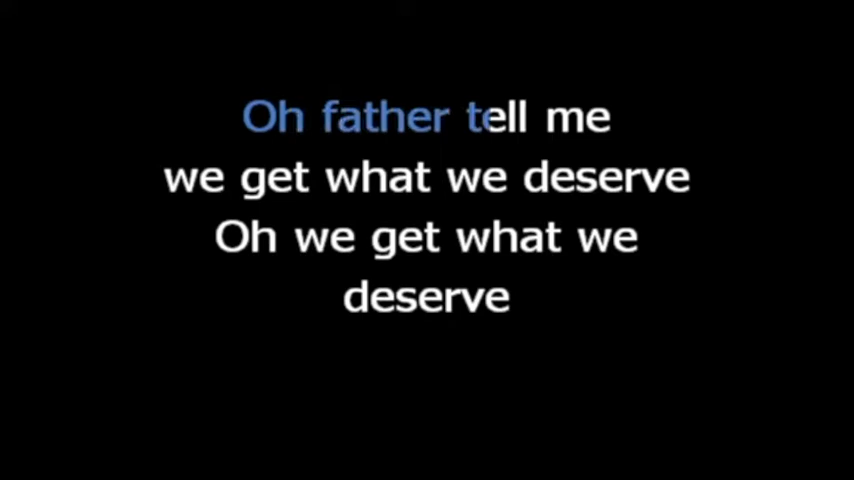 Oh father tell me
we get what we deserve
Oh we get what we
deserve